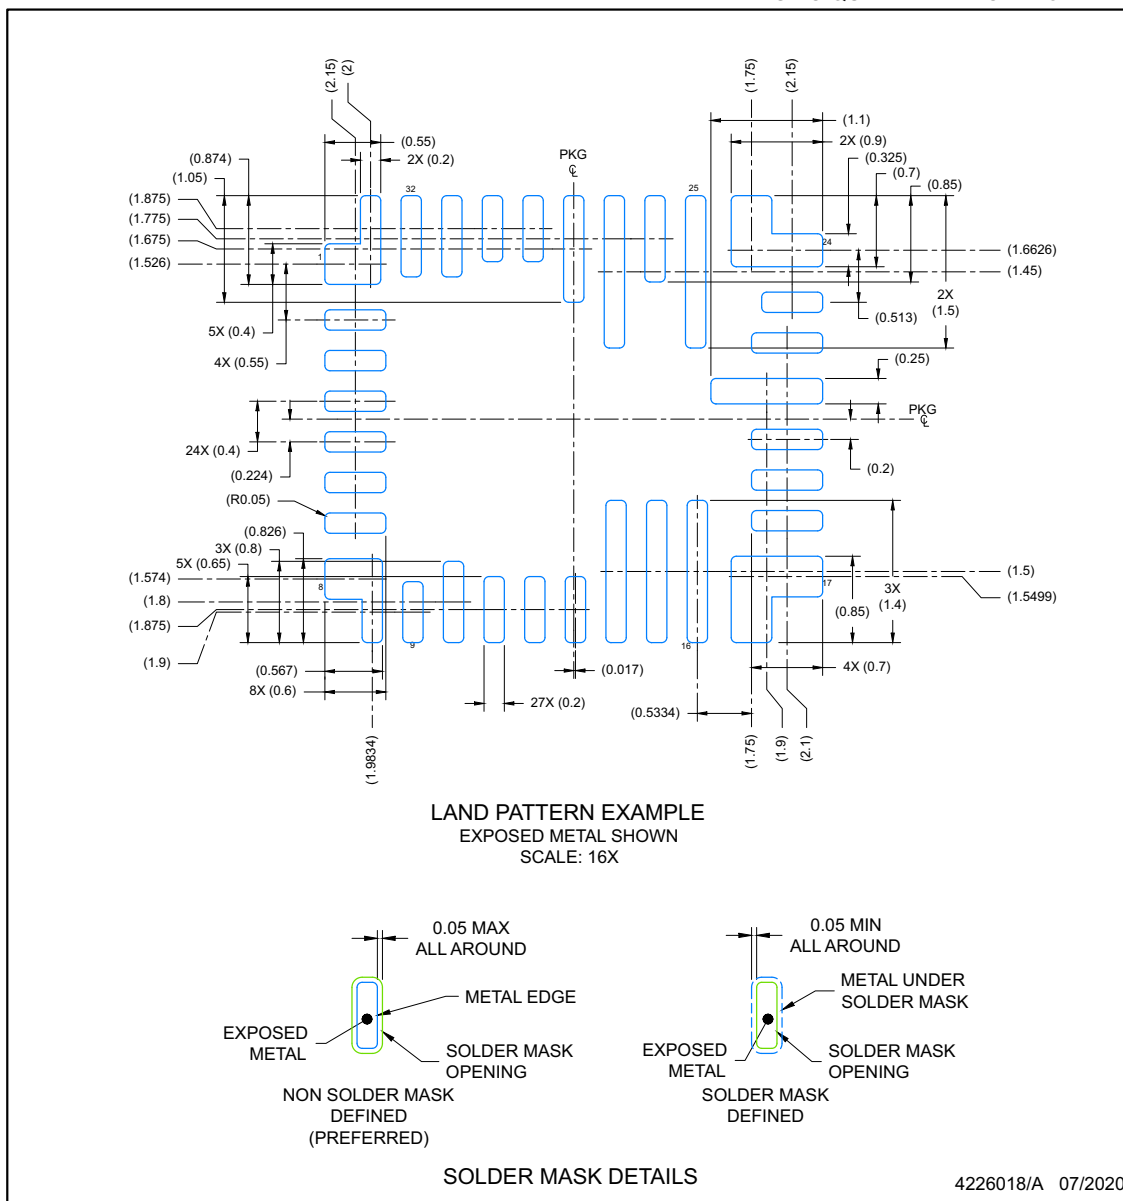 (2.15)
(2)
(1.75)
(2.15)
(1.1)
(0.55)
2X (0.9)
PKG
℄
(0.874)
2X (0.2)
(0.325)
(1.05)
(0.7)
(0.85)
32
25
(1.875)
(1.775)
(1.675)
24
(1.526)
1
(1.6626)
(1.45)
2X
(1.5)
(0.513)
5X (0.4)
4X (0.55)
(0.25)
PKG
℄
24X (0.4)
(0.224)
(0.2)
(R0.05)
(0.826)
3X (0.8)
5X (0.65)
(1.574)
(1.5)
8
17
(1.8)
3X
(1.4)
(1.5499)
(0.85)
(1.875)
9
16
(1.9)
(0.567)
(0.017)
4X (0.7)
8X (0.6)
27X (0.2)
(0.5334)
(1.9834)
(1.75)
(1.9)
(2.1)
LAND PATTERN EXAMPLE
EXPOSED METAL SHOWN
SCALE: 16X
0.05 MAX
ALL AROUND
METAL EDGE
EXPOSED
METAL
SOLDER MASK
OPENING
NON SOLDER MASK
DEFINED
(PREFERRED)
0.05 MIN
ALL AROUND
METAL UNDER
SOLDER MASK
EXPOSED
METAL
SOLDER MASK
OPENING
SOLDER MASK
DEFINED
SOLDER MASK DETAILS
4226018/A 07/2020